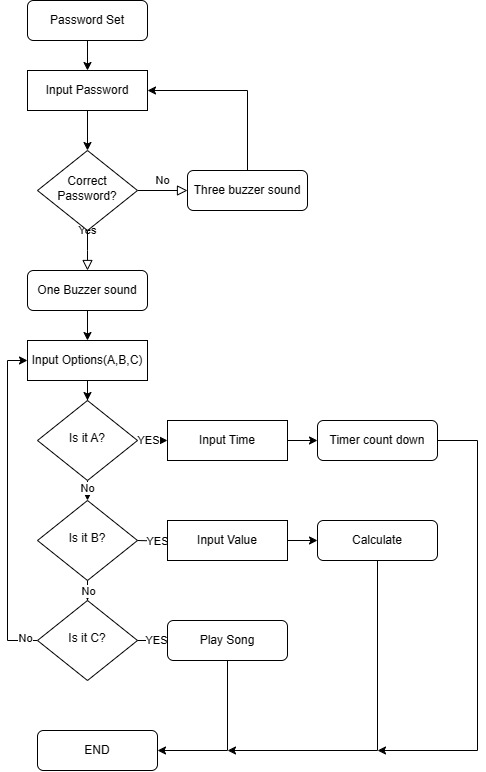 Password Set
Input Password
Correct
Password?
No
Three buzzer sound
Yes
One Buzzer sound
Input Options(A,B,C)
Is it A?
YES
Input Time
Timer count down
No
Is it B?
YES
Input Value
Calculate
No
Is it C?
No
YES
Play Song
END